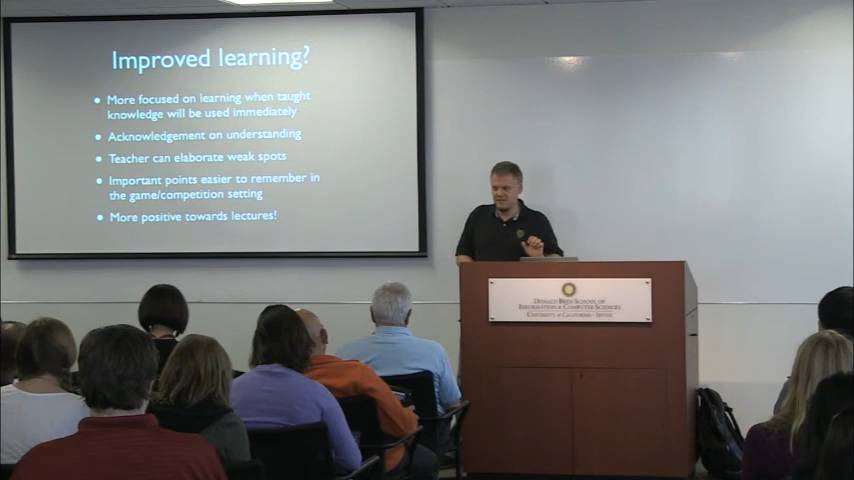 Improved learning?
• More focused on learning when taught
knowledge will be used immediately
• Acknowledgement on understanding
• Teacher can elaborate weak spots
• Important points easier to remember in
the game/competition setting
• More positive towards lectures!
Donald Bren School of
Information & Computer Sciences
University of California • Irvine